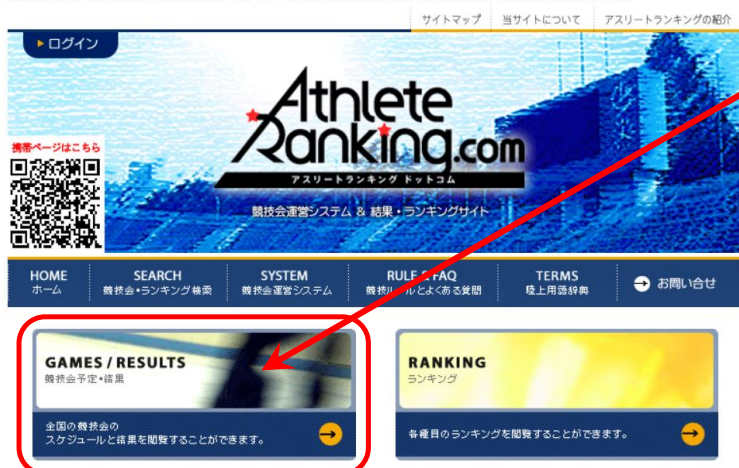 サイトマップ　当サイトについて　アスリートランキングの紹介
ログイン
Athlete
Ranking.com
携帯ページはこちら
アスリートランキング ドットコム
競技会運営システム & 結果・ランキングサイト
HOME　SEARCH　SYSTEM　RULE & FAQ　TERMS
ホーム　競技会・ランキング検索　競技会運営システム　競技ルールとよくある質問　陸上用語辞典　お問い合せ
GAMES / RESULTS
競技会予定・結果
全国の競技会の
スケジュールと結果を閲覧することができます。
RANKING
ランキング
各種目のランキングを閲覧することができます。